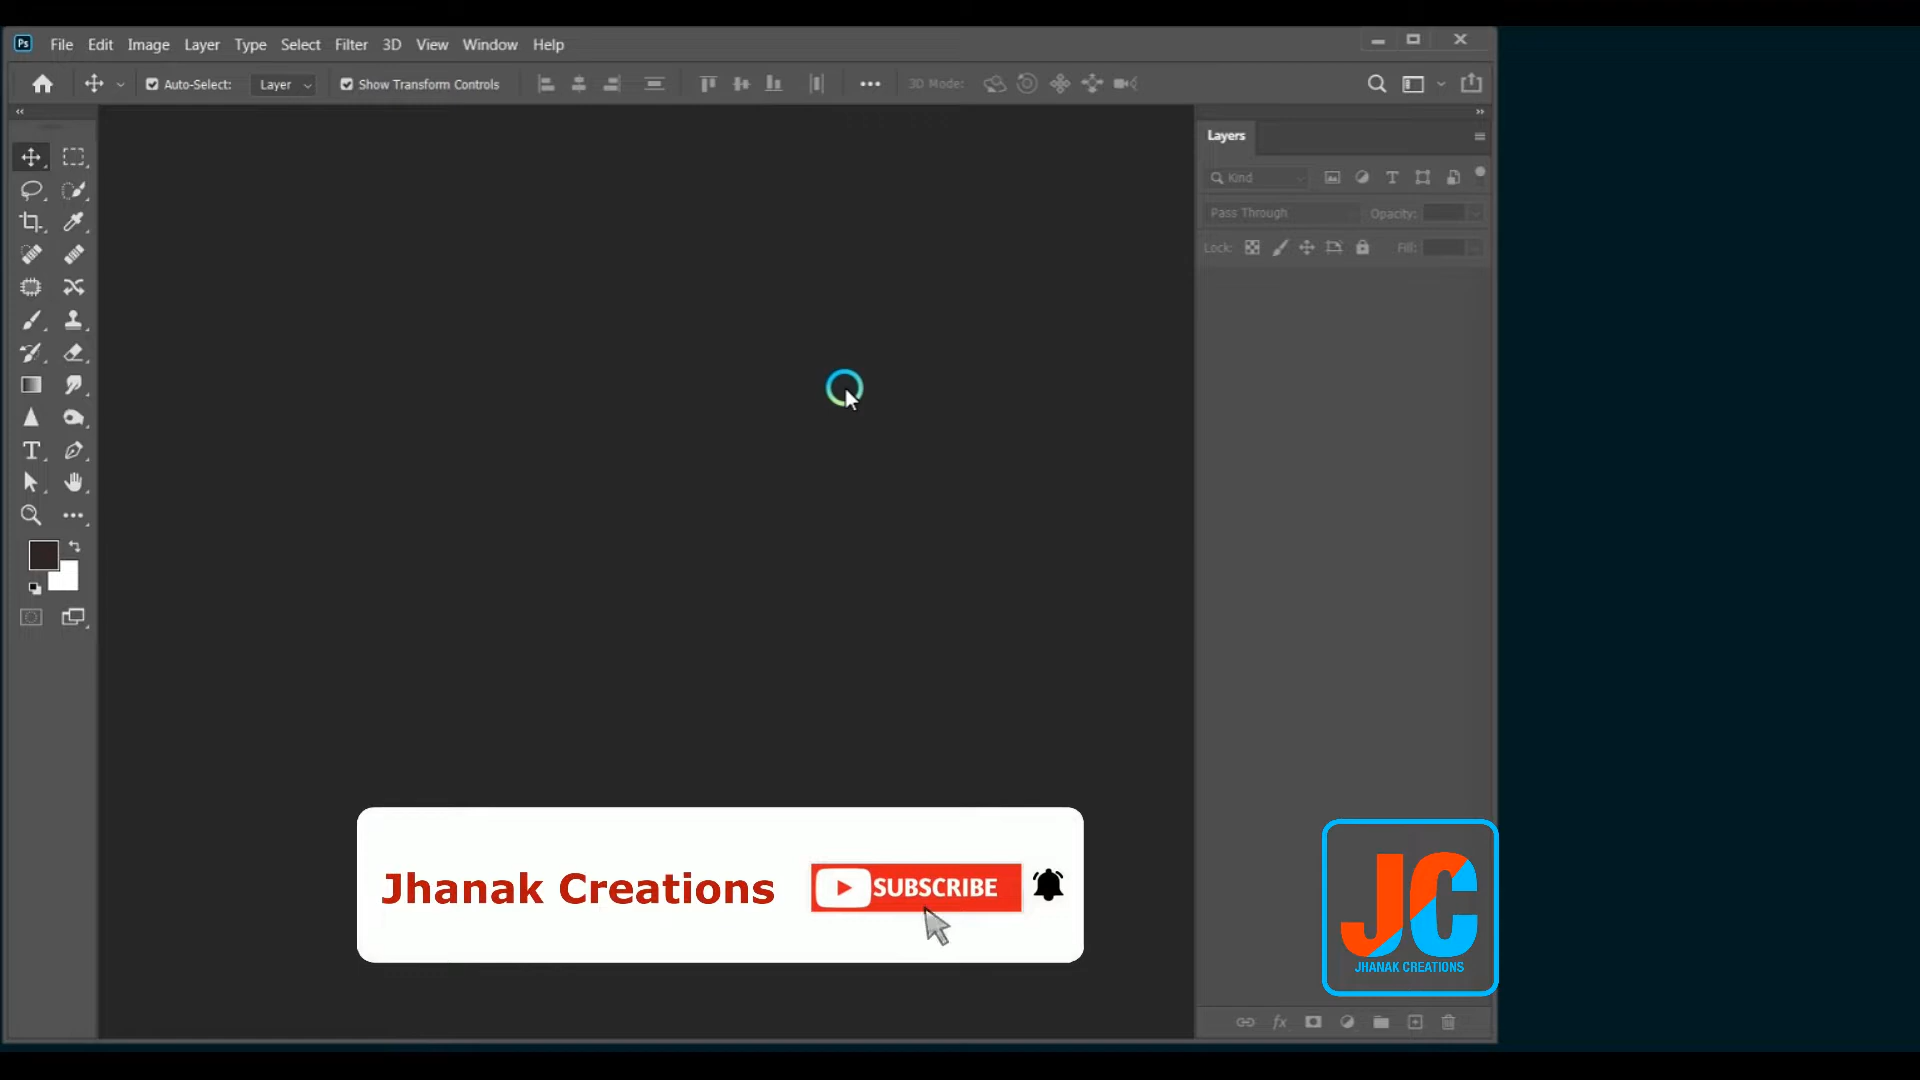 Ps File Edit Image Layer Type Select Filter 3D View Window Help
Auto-Select: Layer Show Transform Controls 3D Mode:
Layers
Kind
Pass Through Opacity:
Lock: Fill:
Jhanak Creations SUBSCRIBE
JC
JHANAK CREATIONS
fx